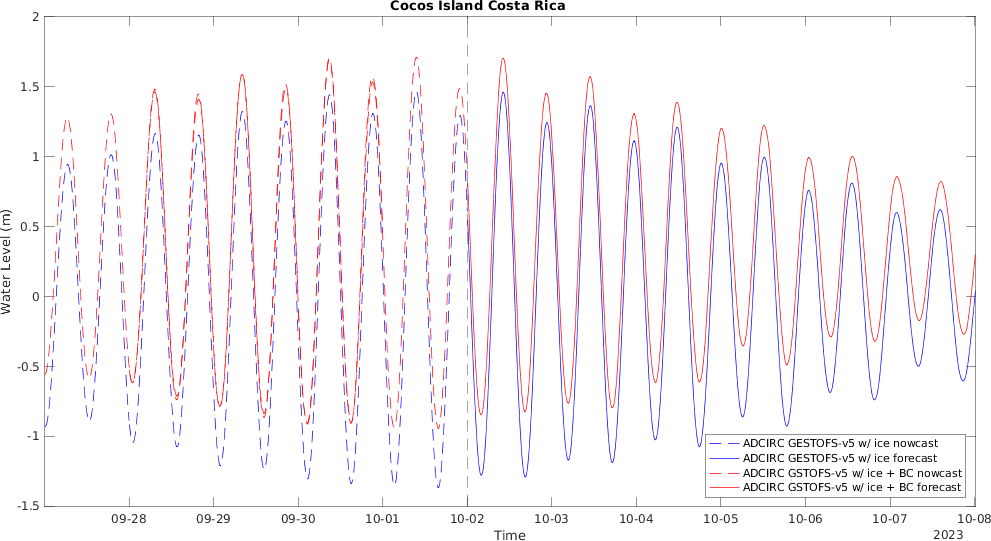 Cocos Island Costa Rica
2
1.5
1
0.5
0
-0.5
-1
-1.5
Water Level (m)
ADCIRC GESTOFS-v5 w/ ice nowcast
ADCIRC GESTOFS-v5 w/ ice forecast
ADCIRC GSTOFS-v5 w/ ice + BC nowcast
ADCIRC GSTOFS-v5 w/ ice + BC forecast
09-28 09-29 09-30 10-01 10-02 10-03 10-04 10-05 10-06 10-07 10-08
Time
2023